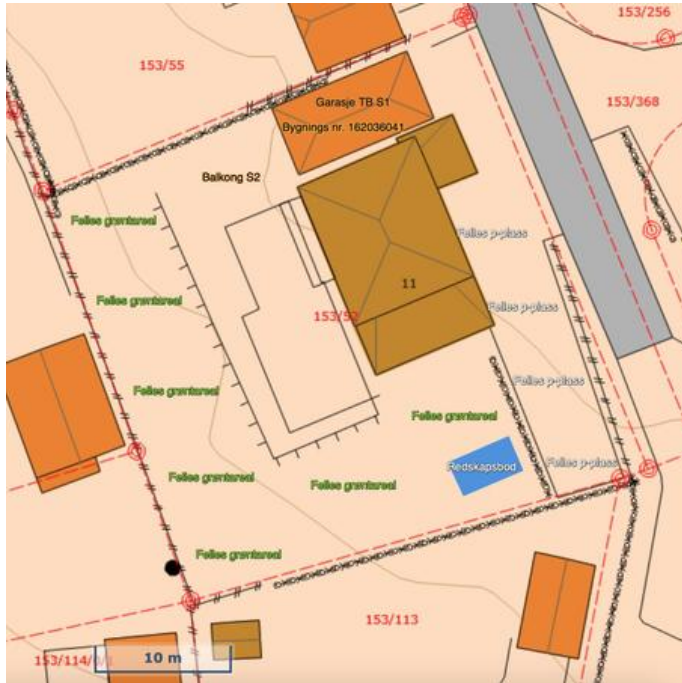 153/256
153/55
Garasje TB S1
153/368
Bygnings nr. 162036041
Balkong S2
Felles grøntareal
Felles p-plass
11
Felles grøntareal
153/52
Felles p-plass
Felles grøntareal
Felles p-plass
Felles grøntareal
Felles p-plass
Redskapsbod
Felles grøntareal
Felles grøntareal
Felles grøntareal
153/113
10 m